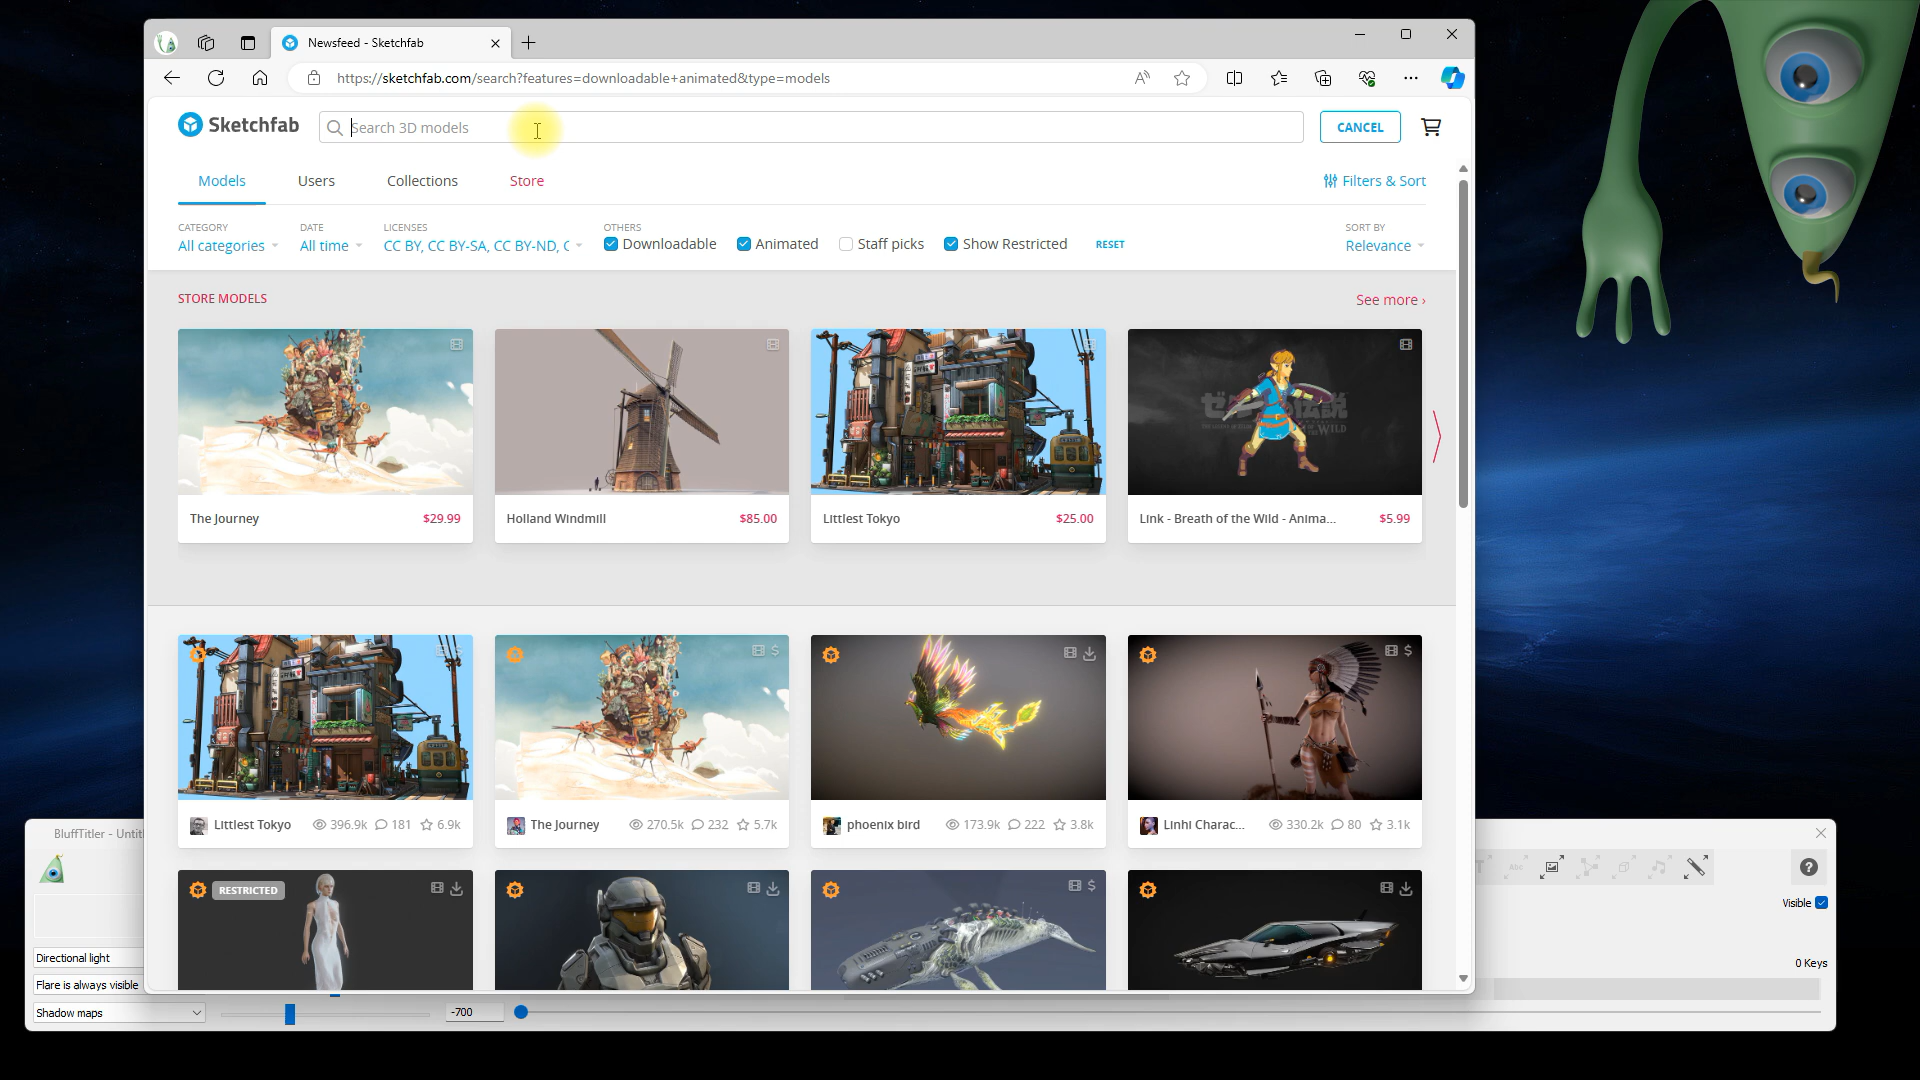 Newsfeed - Sketchfab
https://sketchfab.com/search?features=downloadable+animated&type=models
Sketchfab
Search 3D models
CANCEL
Models Users Collections Store
Filters & Sort
CATEGORY DATE LICENSES OTHERS SORT BY
All categories All time CC BY, CC BY-SA, CC BY-ND, C Downloadable Animated Staff picks Show Restricted RESET Relevance
STORE MODELS
See more ›
The Journey $29.99
Holland Windmill $85.00
Littlest Tokyo $25.00
Link - Breath of the Wild - Anima... $5.99
Littlest Tokyo 396.9k 181 6.9k
The Journey 270.5k 232 5.7k
phoenix bird 173.9k 222 3.8k
Linhi Charac... 330.2k 80 3.1k
RESTRICTED
BluffTitler - Untitl
Visible
Directional light
0 Keys
Flare is always visible
Shadow maps
-700